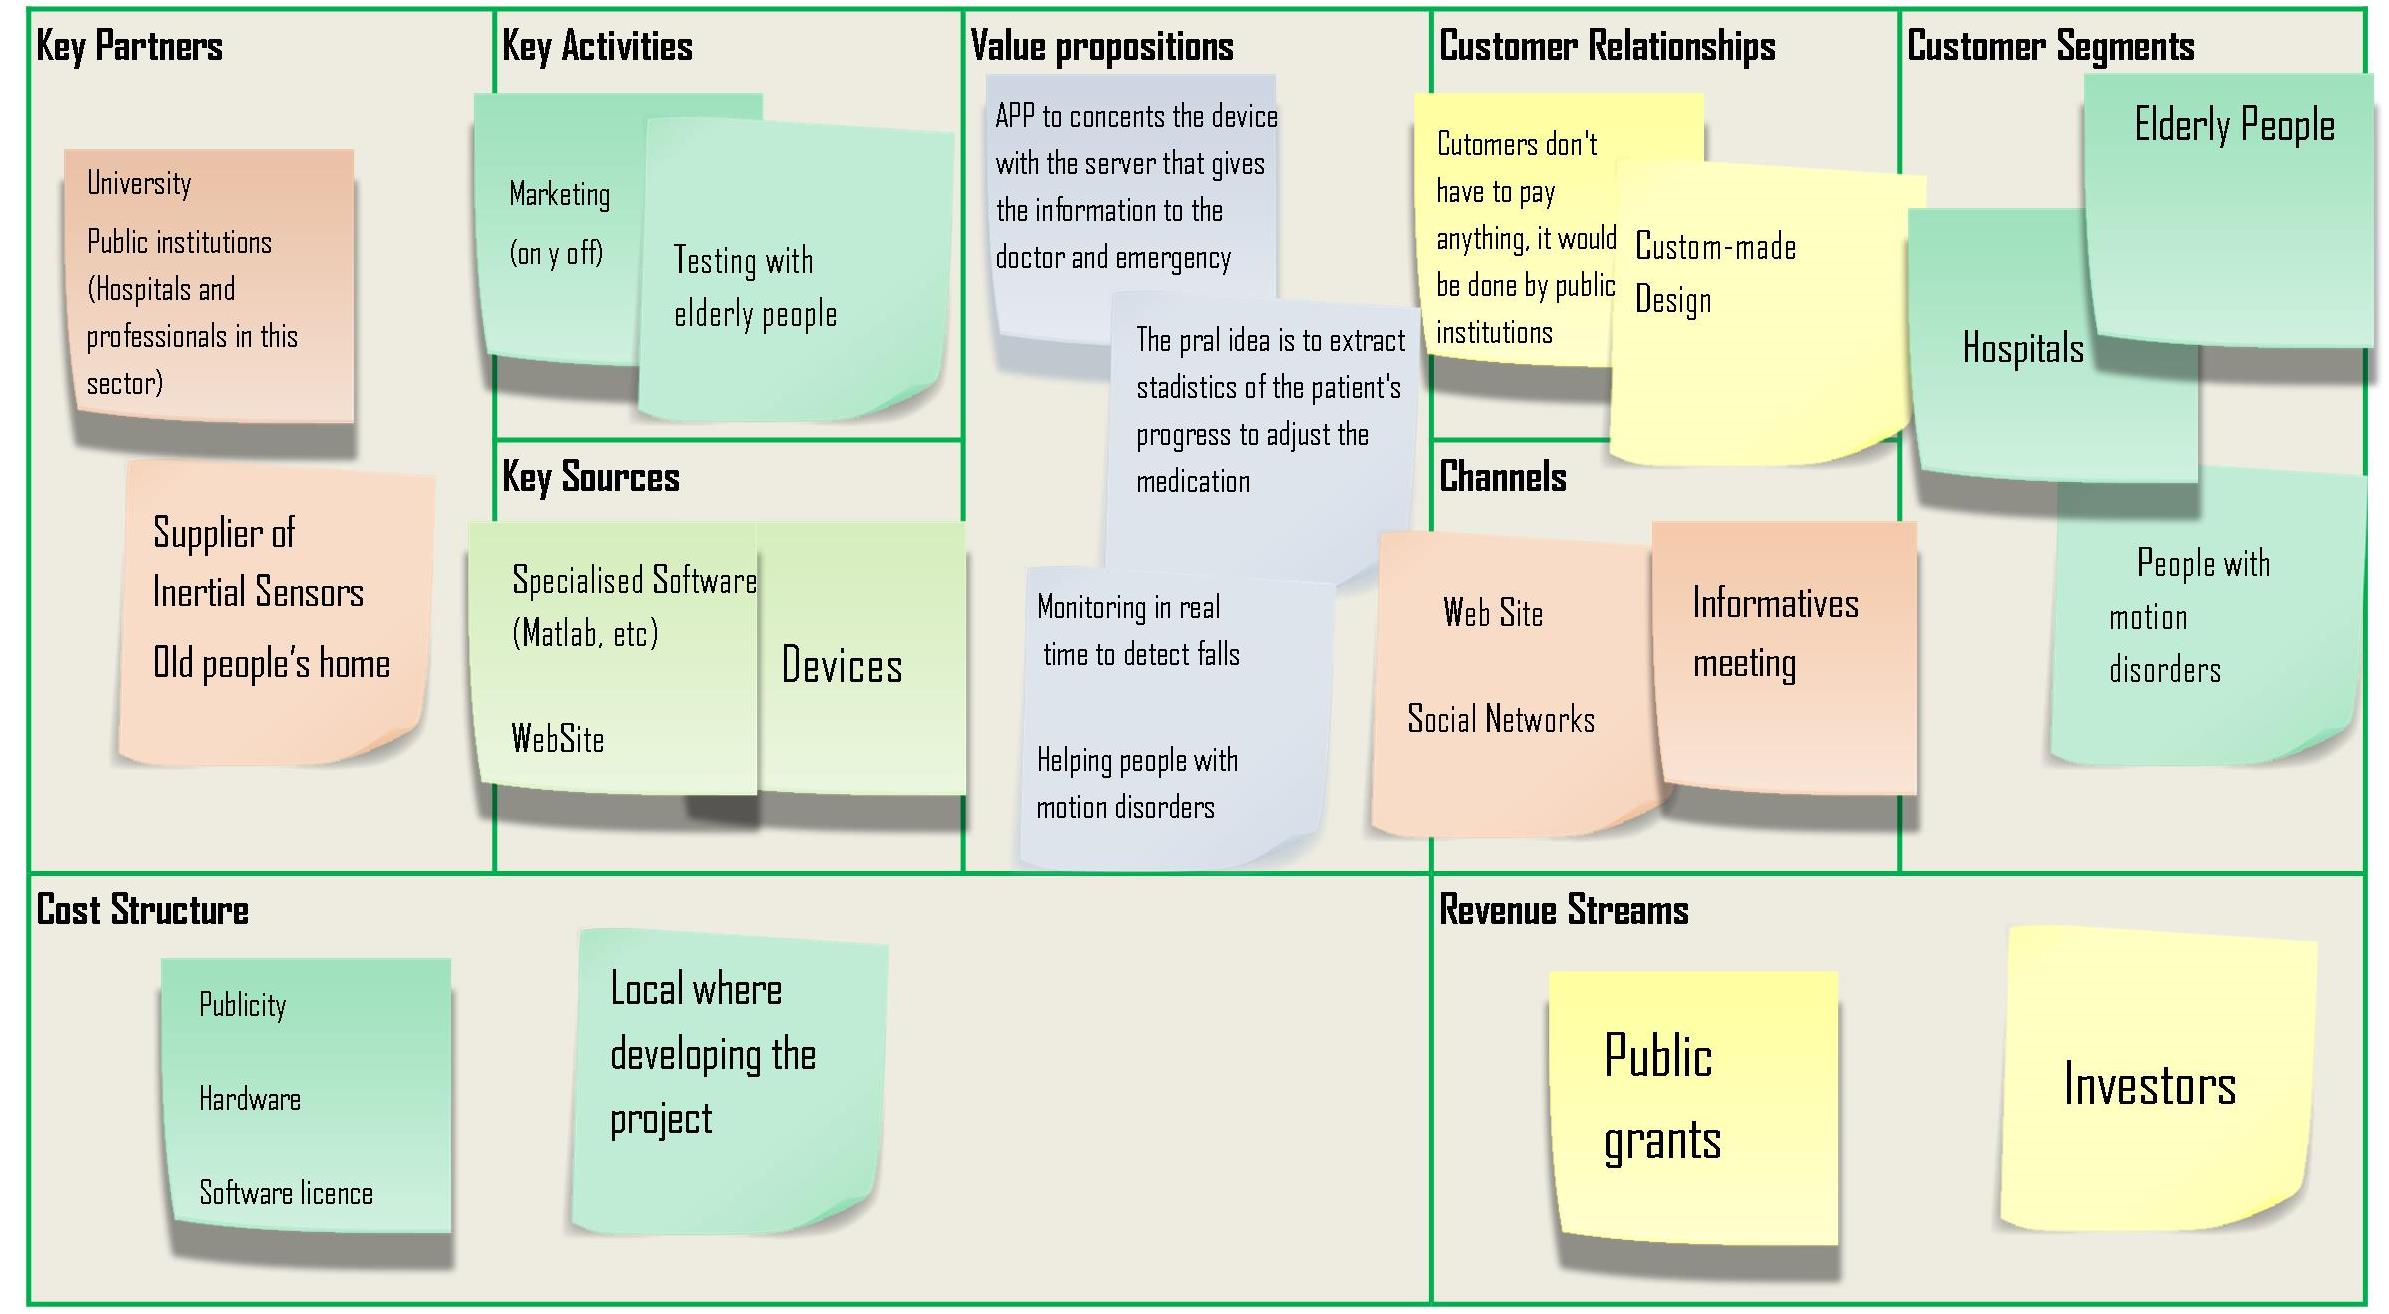 Key Partners
University
Public institutions
(Hospitals and
professionals in this
sector)
Supplier of
Inertial Sensors
Old people's home
Key Activities
Marketing
(on y off)
Testing with
elderly people
Key Sources
Specialised Software
(Matlab, etc)
WebSite
Devices
Value propositions
APP to concents the device
with the server that gives
the information to the
doctor and emergency
The pral idea is to extract
stadistics of the patient's
progress to adjust the
medication
Monitoring in real
time to detect falls
Helping people with
motion disorders
Customer Relationships
Cutomers don't
have to pay
anything, it would
be done by public
institutions
Custom-made
Design
Channels
Web Site
Social Networks
Informatives
meeting
Customer Segments
Elderly People
Hospitals
People with
motion
disorders
Cost Structure
Publicity
Hardware
Software licence
Local where
developing the
project
Revenue Streams
Public
grants
Investors